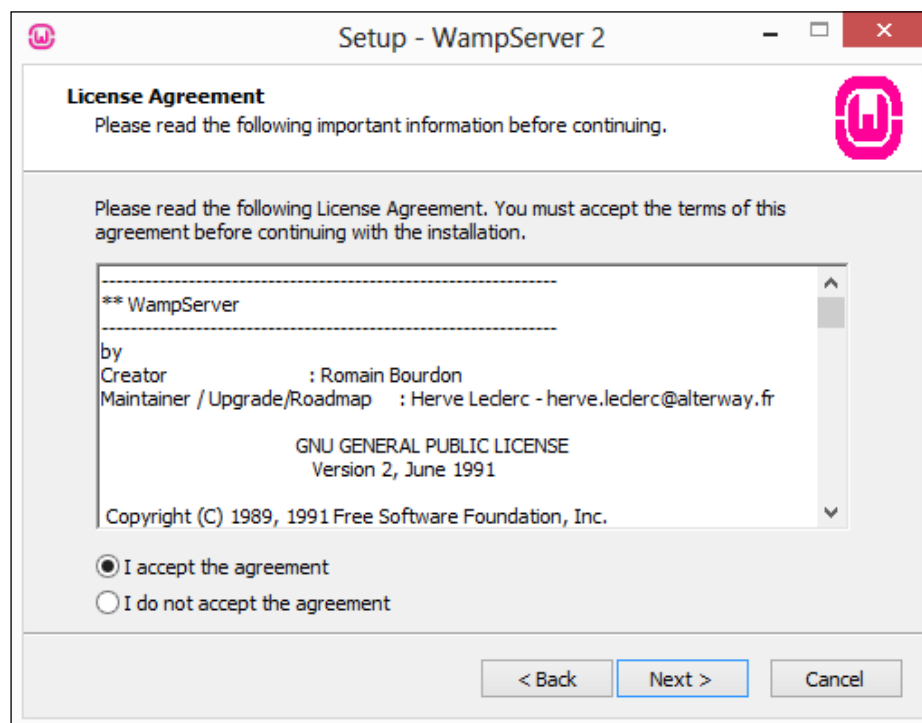 Setup - WampServer 2
License Agreement
Please read the following important information before continuing.
Please read the following License Agreement. You must accept the terms of this
agreement before continuing with the installation.
---------------------------------------------------------------
** WampServer
---------------------------------------------------------------
by
Creator : Romain Bourdon
Maintainer / Upgrade/Roadmap : Herve Leclerc - herve.leclerc@alterway.fr
GNU GENERAL PUBLIC LICENSE
Version 2, June 1991
Copyright (C) 1989, 1991 Free Software Foundation, Inc.
I accept the agreement
I do not accept the agreement
< Back Next > Cancel